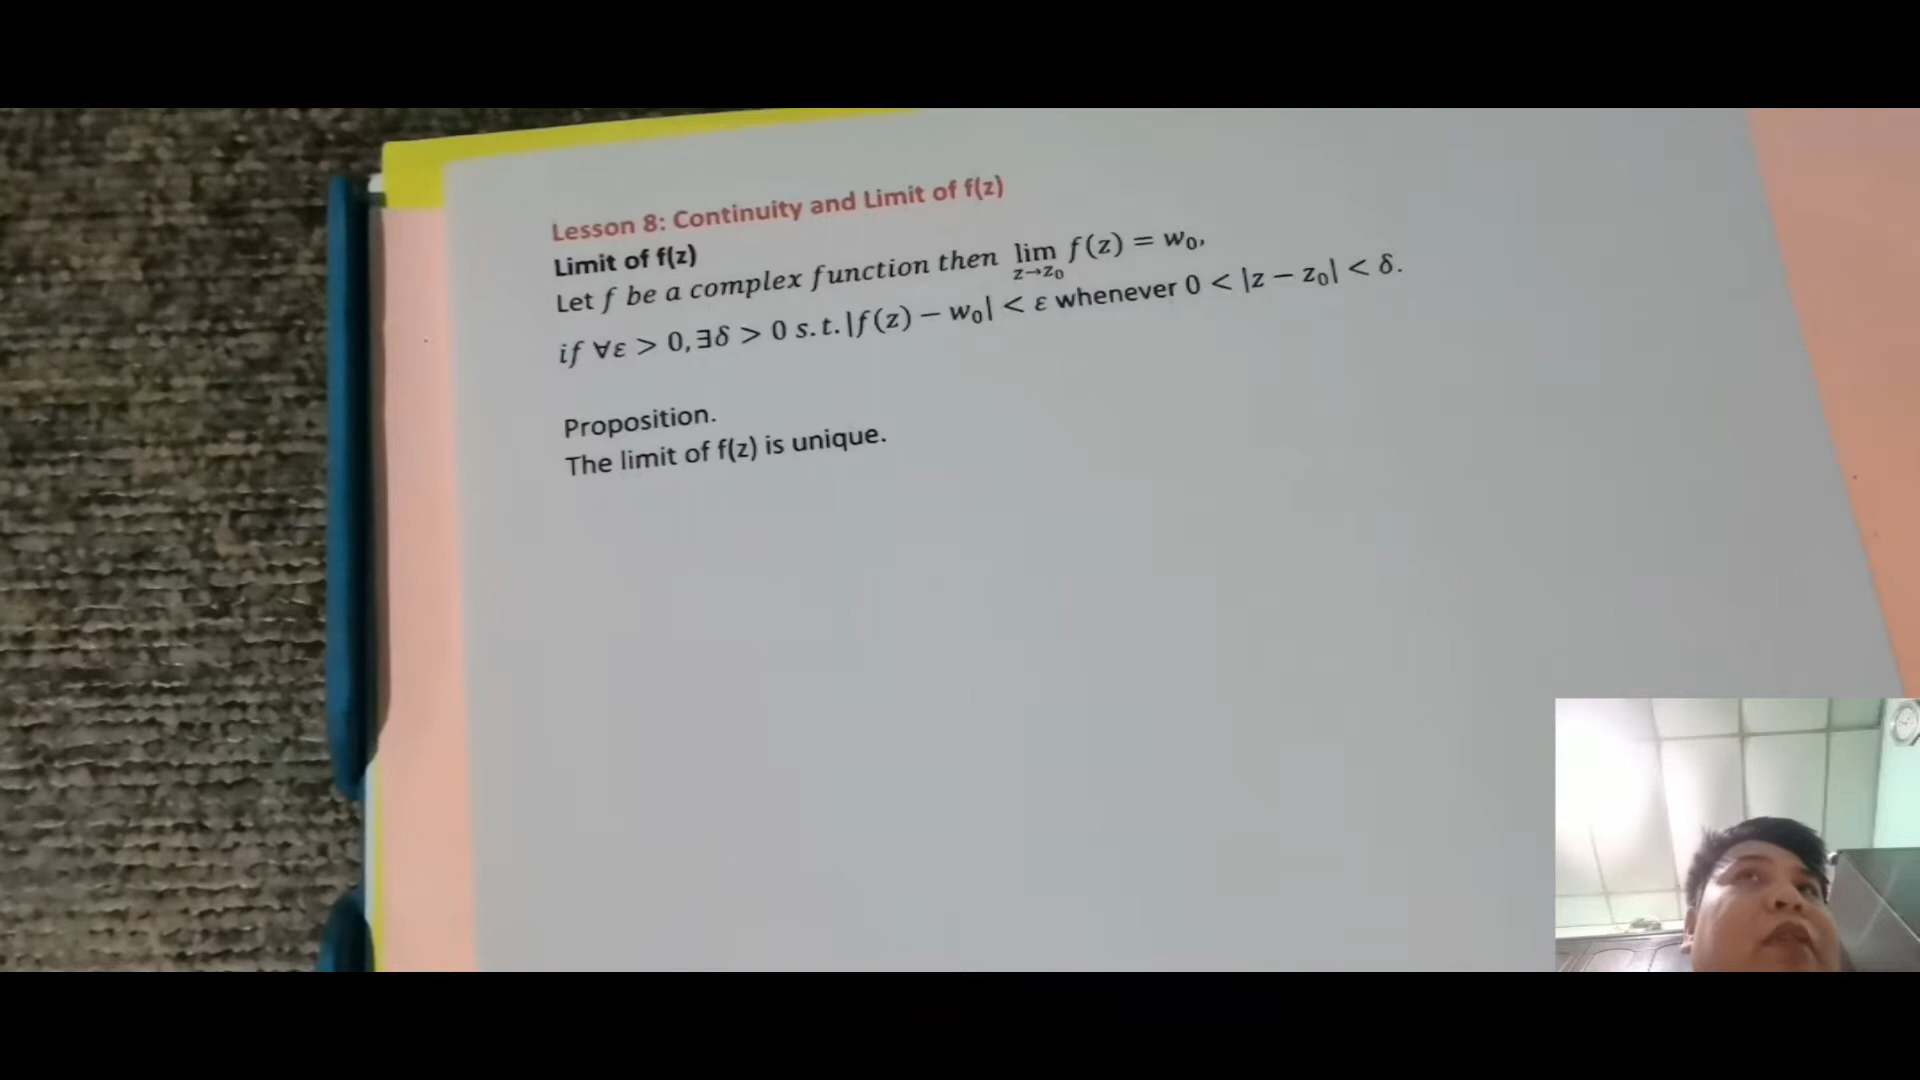 Lesson 8: Continuity and Limit of f(z)
Limit of f(z)
Let f be a complex function then lim z→z₀ f(z) = w₀,
if ∀ε > 0, ∃δ > 0 s.t.|f(z) − w₀| < ε whenever 0 < |z − z₀| < δ.
Proposition.
The limit of f(z) is unique.